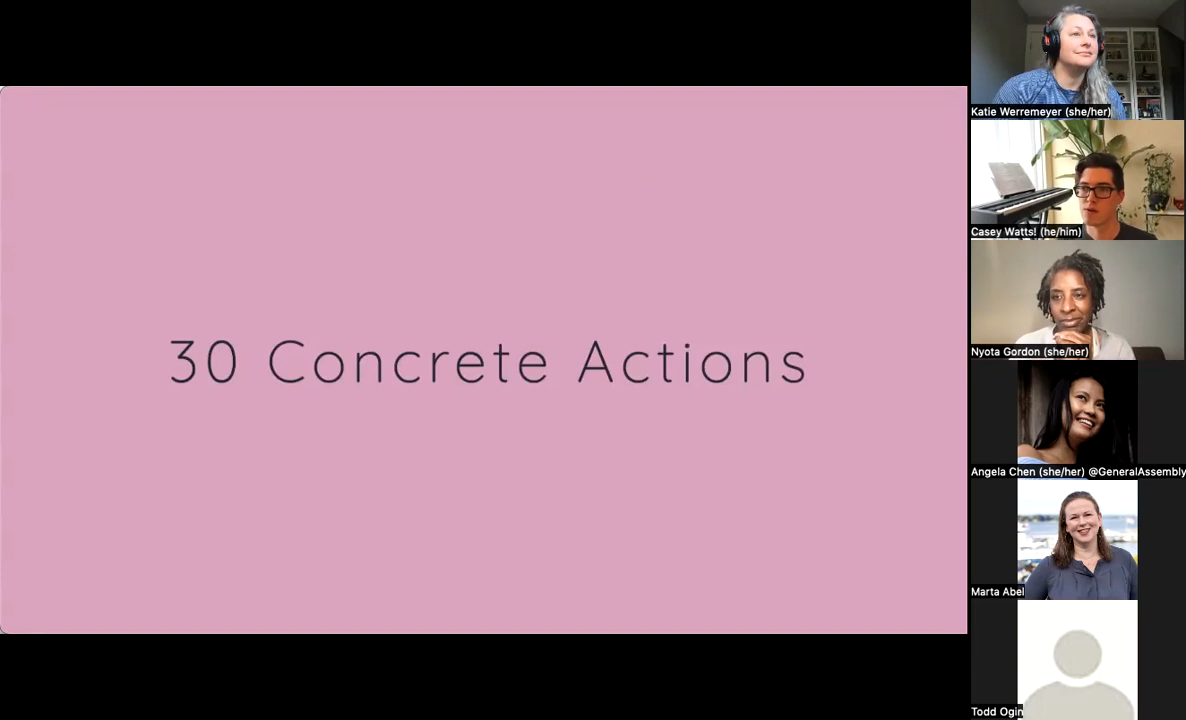 30 Concrete Actions
Katie Werremeyer (she/her)
Casey Watts! (he/him)
Nyota Gordon (she/her)
Angela Chen (she/her) @GeneralAssembly
Marta Abel
Todd Ogin